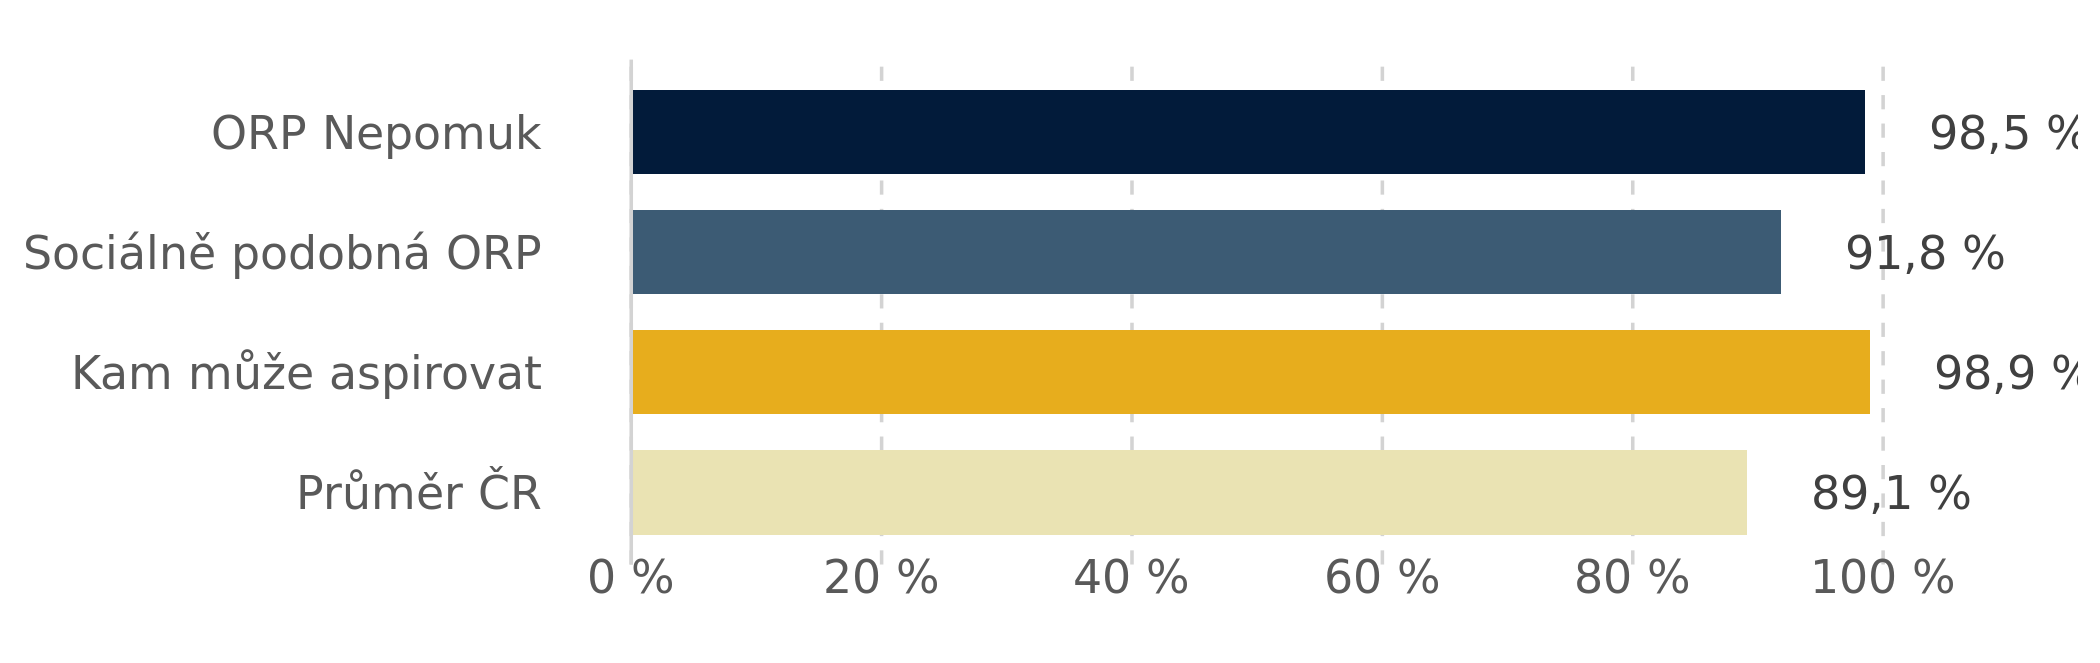 ORP Nepomuk 98,5 %
Sociálně podobná ORP 91,8 %
Kam může aspirovat 98,9 %
Průměr ČR 89,1 %
0 % 20 % 40 % 60 % 80 % 100 %